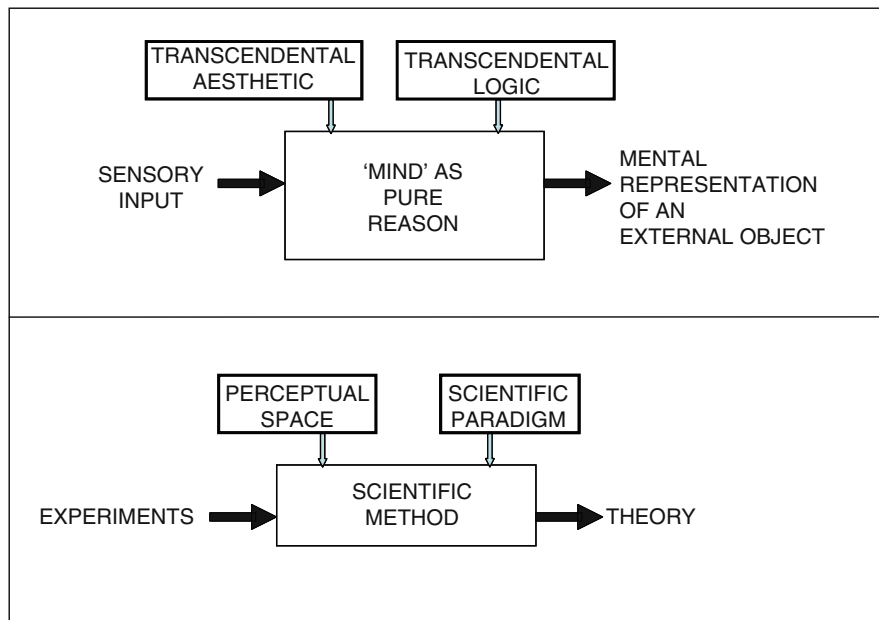 TRANSCENDENTAL
AESTHETIC
TRANSCENDENTAL
LOGIC
SENSORY
INPUT
‘MIND’ AS
PURE
REASON
MENTAL
REPRESENTATION
OF AN
EXTERNAL OBJECT
PERCEPTUAL
SPACE
SCIENTIFIC
PARADIGM
EXPERIMENTS
SCIENTIFIC
METHOD
THEORY